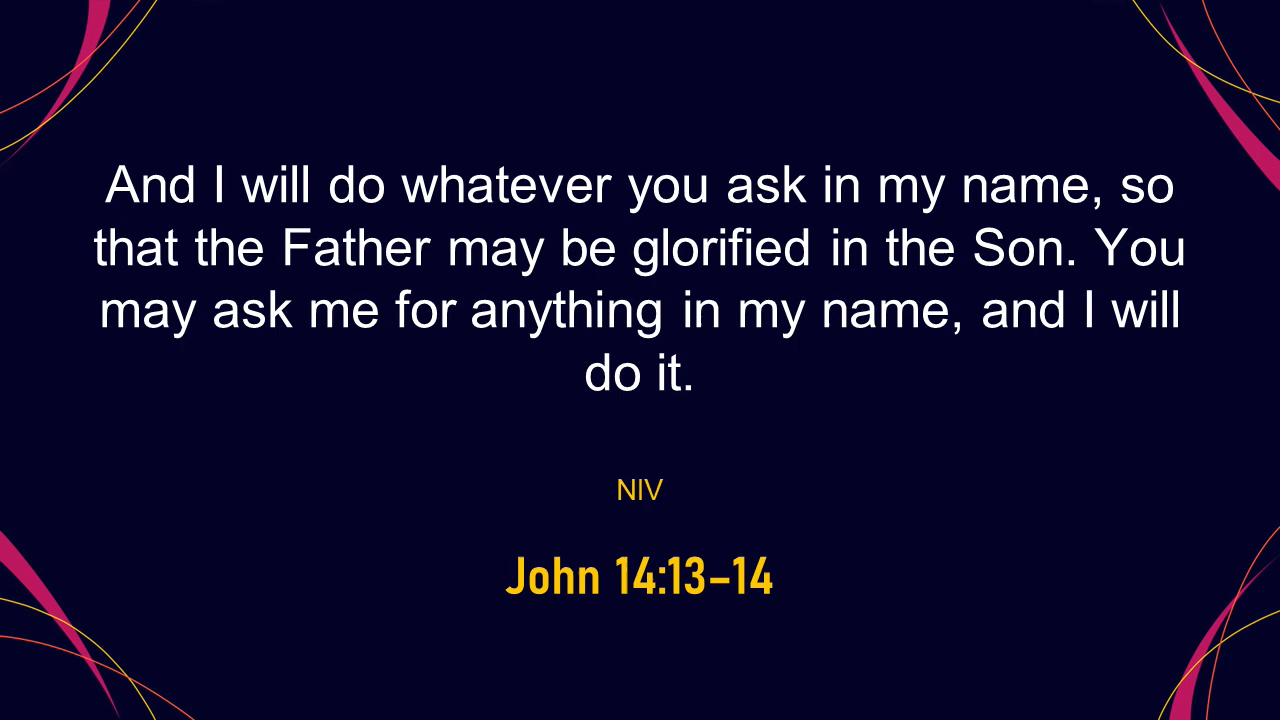 And I will do whatever you ask in my name, so
that the Father may be glorified in the Son. You
may ask me for anything in my name, and I will
do it.
NIV
John 14:13–14